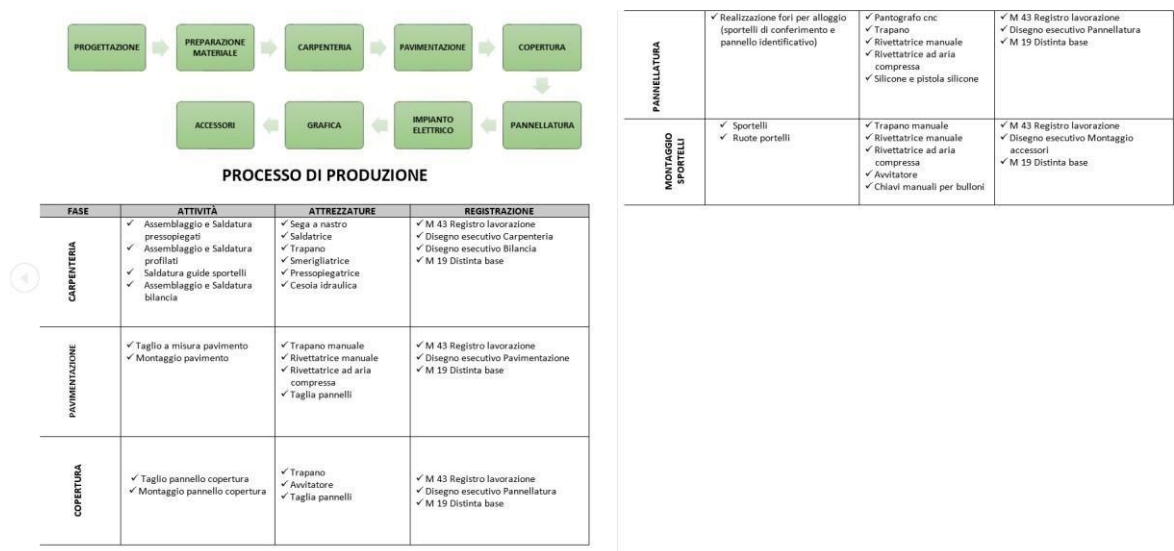 PROGETTAZIONE
PREPARAZIONE
MATERIALE
CARPENTERIA
PAVIMENTAZIONE
COPERTURA
ACCESSORI
GRAFICA
IMPIANTO
ELETTRICO
PANNELLATURA
PROCESSO DI PRODUZIONE
FASE ATTIVITÀ ATTREZZATURE REGISTRAZIONE
CARPENTERIA
✓ Assemblaggio e Saldatura
pressopiegati
✓ Assemblaggio e Saldatura
profilati
✓ Saldatura guide sportelli
✓ Assemblaggio e Saldatura
bilancia
✓ Sega a nastro
✓ Saldatrice
✓ Trapano
✓ Smerigliatrice
✓ Pressopiegatrice
✓ Cesoia idraulica
✓ M 43 Registro lavorazione
✓ Disegno esecutivo Carpenteria
✓ Disegno esecutivo Bilancia
✓ M 19 Distinta base
PAVIMENTAZIONE
✓ Taglio a misura pavimento
✓ Montaggio pavimento
✓ Trapano manuale
✓ Rivettatrice manuale
✓ Rivettatrice ad aria
compressa
✓ Taglia pannelli
✓ M 43 Registro lavorazione
✓ Disegno esecutivo Pavimentazione
✓ M 19 Distinta base
COPERTURA
✓ Taglio pannello copertura
✓ Montaggio pannello copertura
✓ Trapano
✓ Avvitatore
✓ Taglia pannelli
✓ M 43 Registro lavorazione
✓ Disegno esecutivo Pannellatura
✓ M 19 Distinta base
PANNELLATURA
✓ Realizzazione fori per alloggio
(sportelli di conferimento e
pannello identificativo)
✓ Pantografo cnc
✓ Trapano
✓ Rivettatrice manuale
✓ Rivettatrice ad aria
compressa
✓ Silicone e pistola silicone
✓ M 43 Registro lavorazione
✓ Disegno esecutivo Pannellatura
✓ M 19 Distinta base
MONTAGGIO
SPORTELLI
✓ Sportelli
✓ Ruote portelli
✓ Trapano manuale
✓ Rivettatrice manuale
✓ Rivettatrice ad aria
compressa
✓ Avvitatore
✓ Chiavi manuali per bulloni
✓ M 43 Registro lavorazione
✓ Disegno esecutivo Montaggio
accessori
✓ M 19 Distinta base